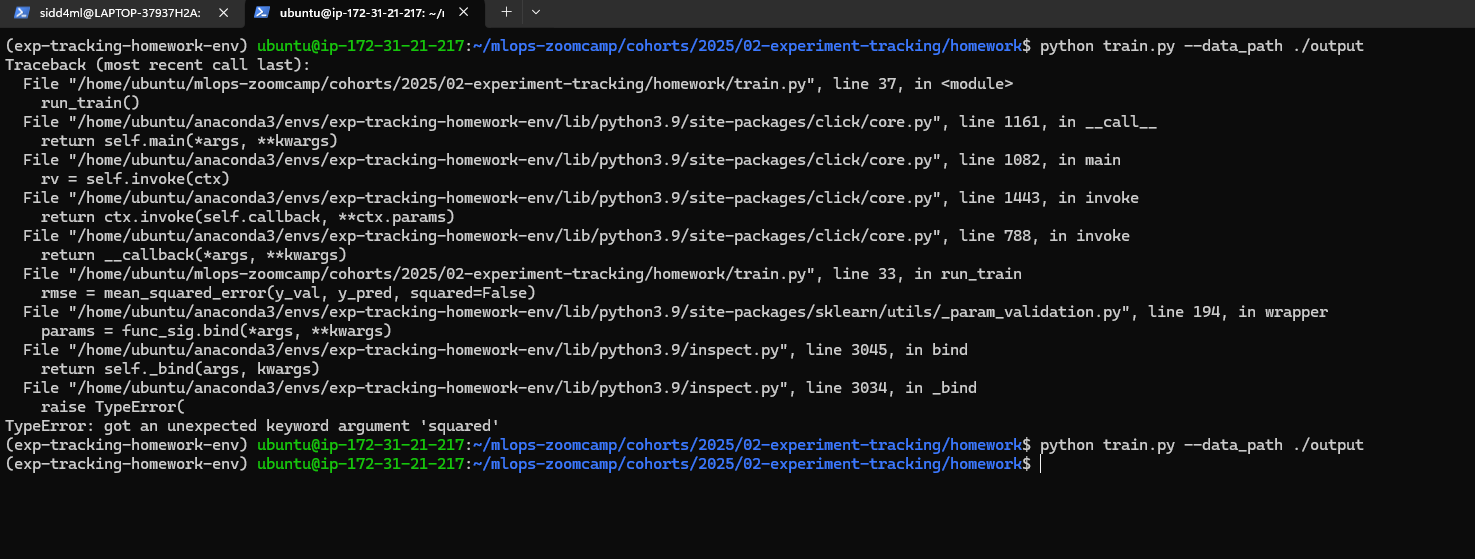 sidd4ml@LAPTOP-37937H2A:
ubuntu@ip-172-31-21-217: ~/r
(exp-tracking-homework-env) ubuntu@ip-172-31-21-217:~/mlops-zoomcamp/cohorts/2025/02-experiment-tracking/homework$ python train.py --data_path ./output
Traceback (most recent call last):
  File "/home/ubuntu/mlops-zoomcamp/cohorts/2025/02-experiment-tracking/homework/train.py", line 37, in <module>
    run_train()
  File "/home/ubuntu/anaconda3/envs/exp-tracking-homework-env/lib/python3.9/site-packages/click/core.py", line 1161, in __call__
    return self.main(*args, **kwargs)
  File "/home/ubuntu/anaconda3/envs/exp-tracking-homework-env/lib/python3.9/site-packages/click/core.py", line 1082, in main
    rv = self.invoke(ctx)
  File "/home/ubuntu/anaconda3/envs/exp-tracking-homework-env/lib/python3.9/site-packages/click/core.py", line 1443, in invoke
    return ctx.invoke(self.callback, **ctx.params)
  File "/home/ubuntu/anaconda3/envs/exp-tracking-homework-env/lib/python3.9/site-packages/click/core.py", line 788, in invoke
    return __callback(*args, **kwargs)
  File "/home/ubuntu/mlops-zoomcamp/cohorts/2025/02-experiment-tracking/homework/train.py", line 33, in run_train
    rmse = mean_squared_error(y_val, y_pred, squared=False)
  File "/home/ubuntu/anaconda3/envs/exp-tracking-homework-env/lib/python3.9/site-packages/sklearn/utils/_param_validation.py", line 194, in wrapper
    params = func_sig.bind(*args, **kwargs)
  File "/home/ubuntu/anaconda3/envs/exp-tracking-homework-env/lib/python3.9/inspect.py", line 3045, in bind
    return self._bind(args, kwargs)
  File "/home/ubuntu/anaconda3/envs/exp-tracking-homework-env/lib/python3.9/inspect.py", line 3034, in _bind
    raise TypeError(
TypeError: got an unexpected keyword argument 'squared'
(exp-tracking-homework-env) ubuntu@ip-172-31-21-217:~/mlops-zoomcamp/cohorts/2025/02-experiment-tracking/homework$ python train.py --data_path ./output
(exp-tracking-homework-env) ubuntu@ip-172-31-21-217:~/mlops-zoomcamp/cohorts/2025/02-experiment-tracking/homework$